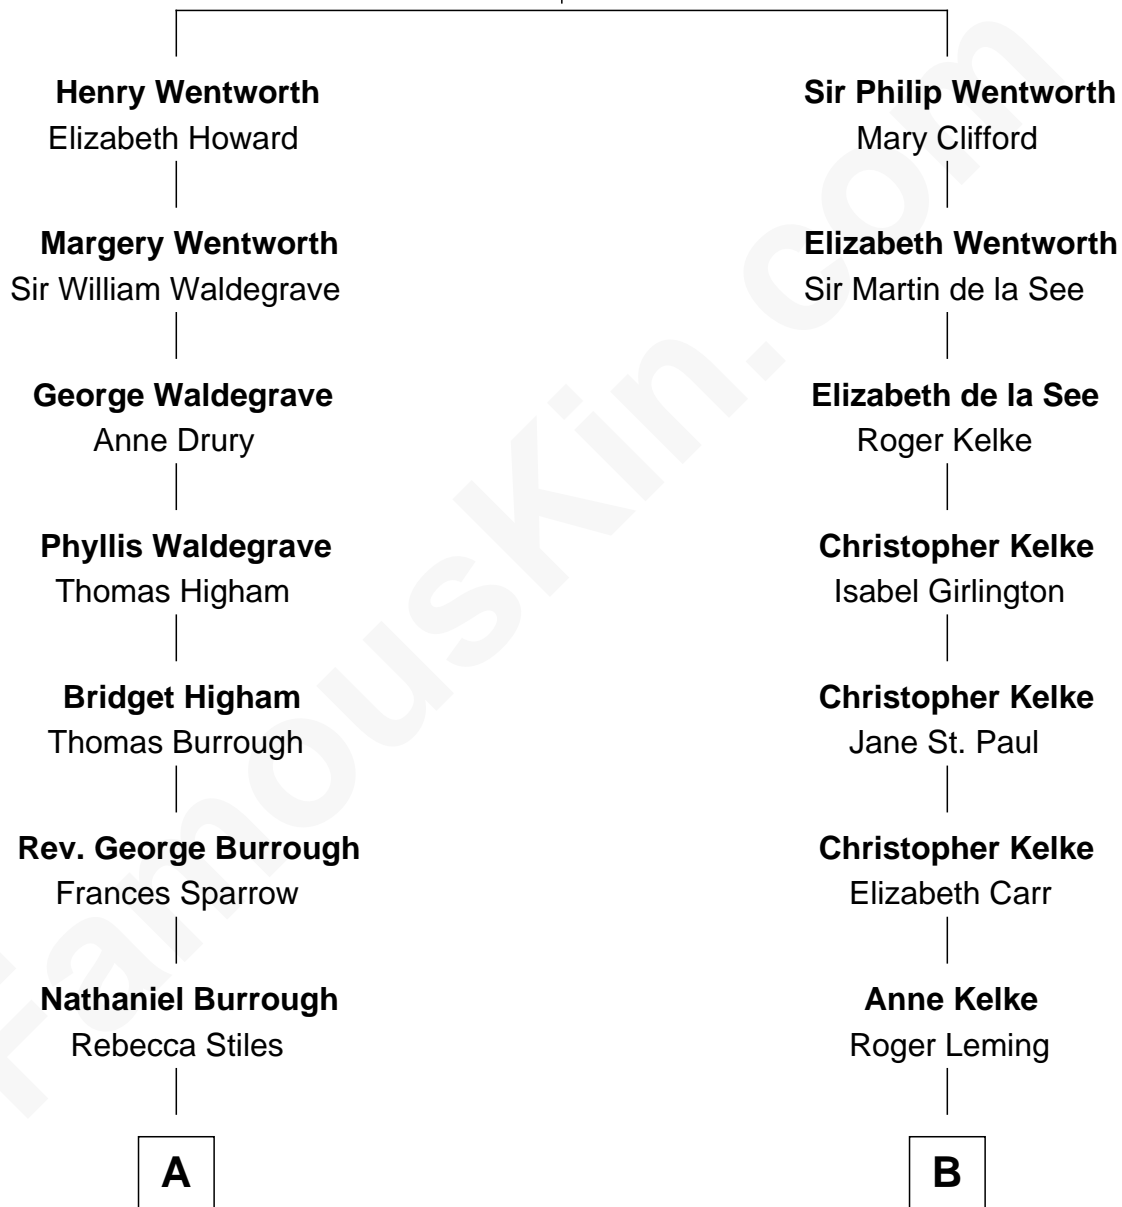 Henry Wentworth
Elizabeth Howard
Margery Wentworth
Sir William Waldegrave
George Waldegrave
Anne Drury
Phyllis Waldegrave
Thomas Higham
Bridget Higham
Thomas Burrough
Rev. George Burrough
Frances Sparrow
Nathaniel Burrough
Rebecca Stiles
A
Sir Philip Wentworth
Mary Clifford
Elizabeth Wentworth
Sir Martin de la See
Elizabeth de la See
Roger Kelke
Christopher Kelke
Isabel Girlington
Christopher Kelke
Jane St. Paul
Christopher Kelke
Elizabeth Carr
Anne Kelke
Roger Leming
B
FamousKin.com